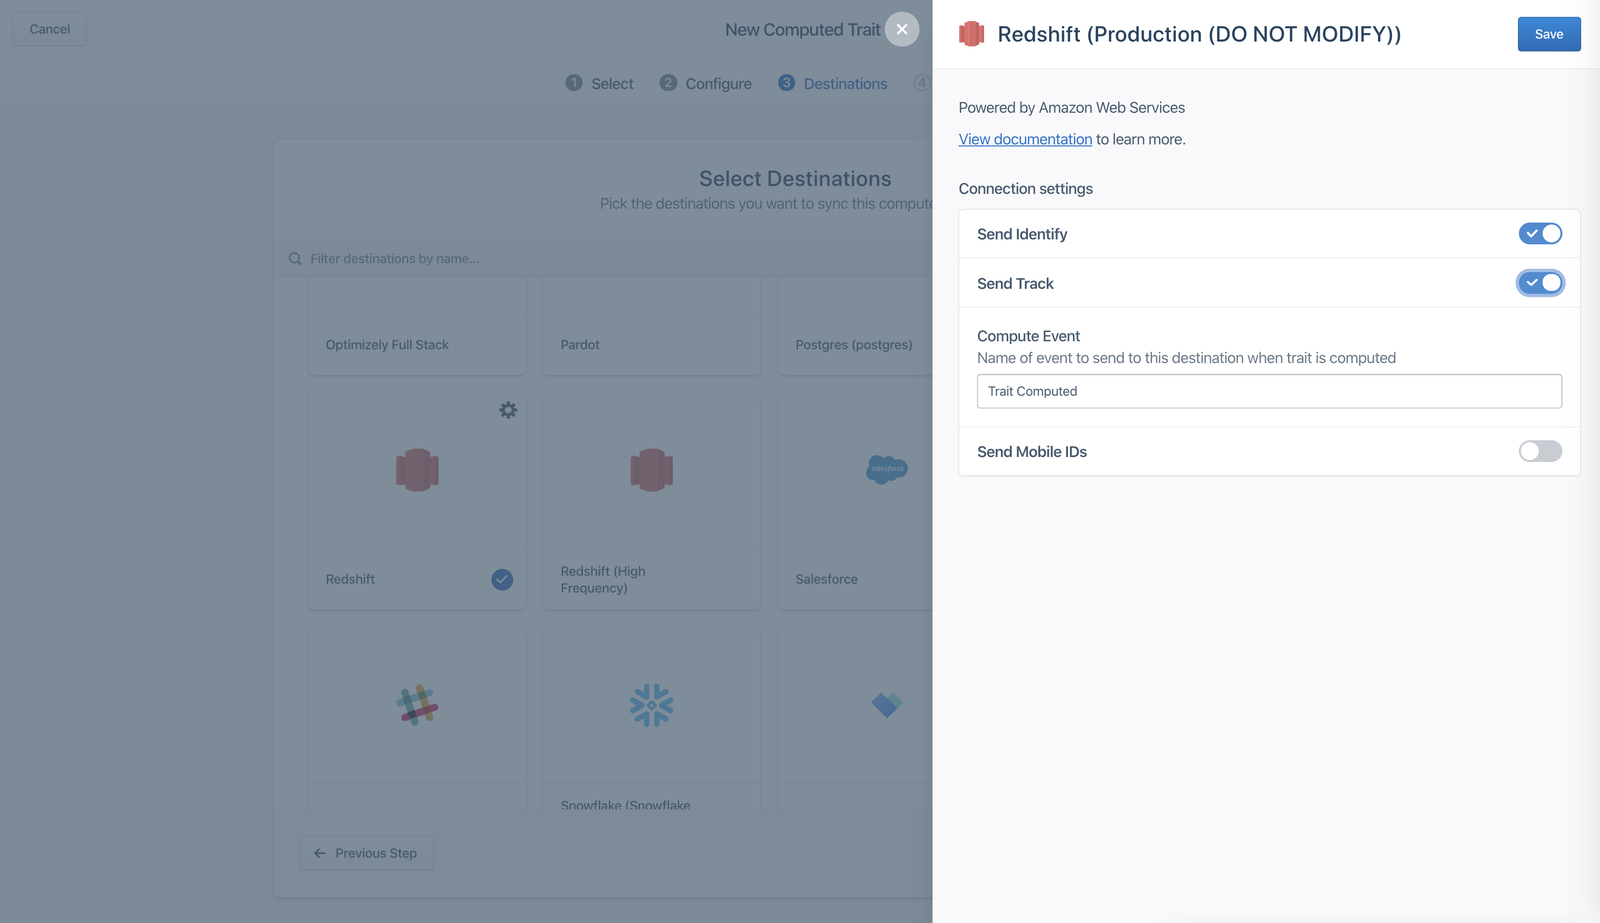 Cancel
New Computed Trait
1 Select
2 Configure
3 Destinations
4
Select Destinations
Pick the destinations you want to sync this compute
Filter destinations by name...
Optimizely Full Stack
Pardot
Postgres (postgres)
salesforce
Redshift
Redshift (High
Frequency)
Salesforce
Snowflake (Snowflake
Previous Step
Redshift (Production (DO NOT MODIFY))
Save
Powered by Amazon Web Services
View documentation to learn more.
Connection settings
Send Identify
Send Track
Compute Event
Name of event to send to this destination when trait is computed
Trait Computed
Send Mobile IDs